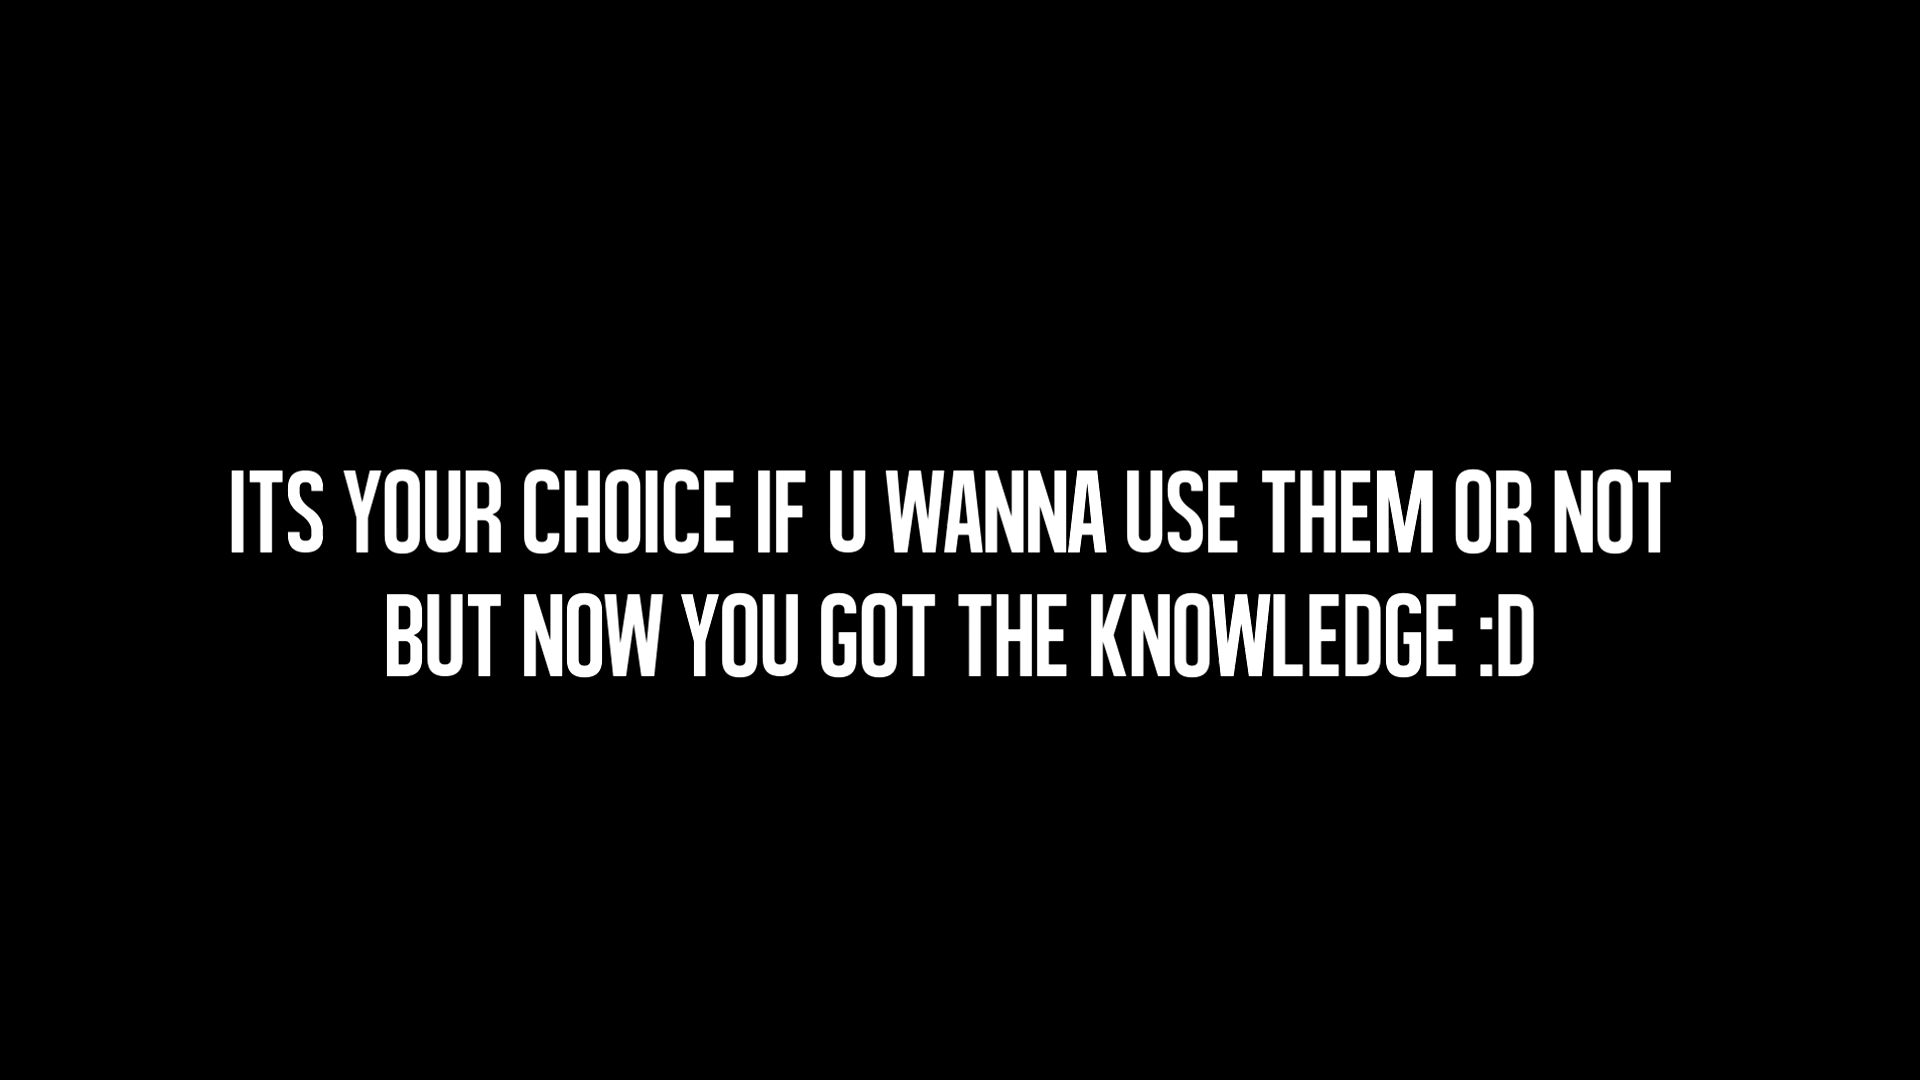 ITS YOUR CHOICE IF U WANNA USE THEM OR NOT
BUT NOW YOU GOT THE KNOWLEDGE :D